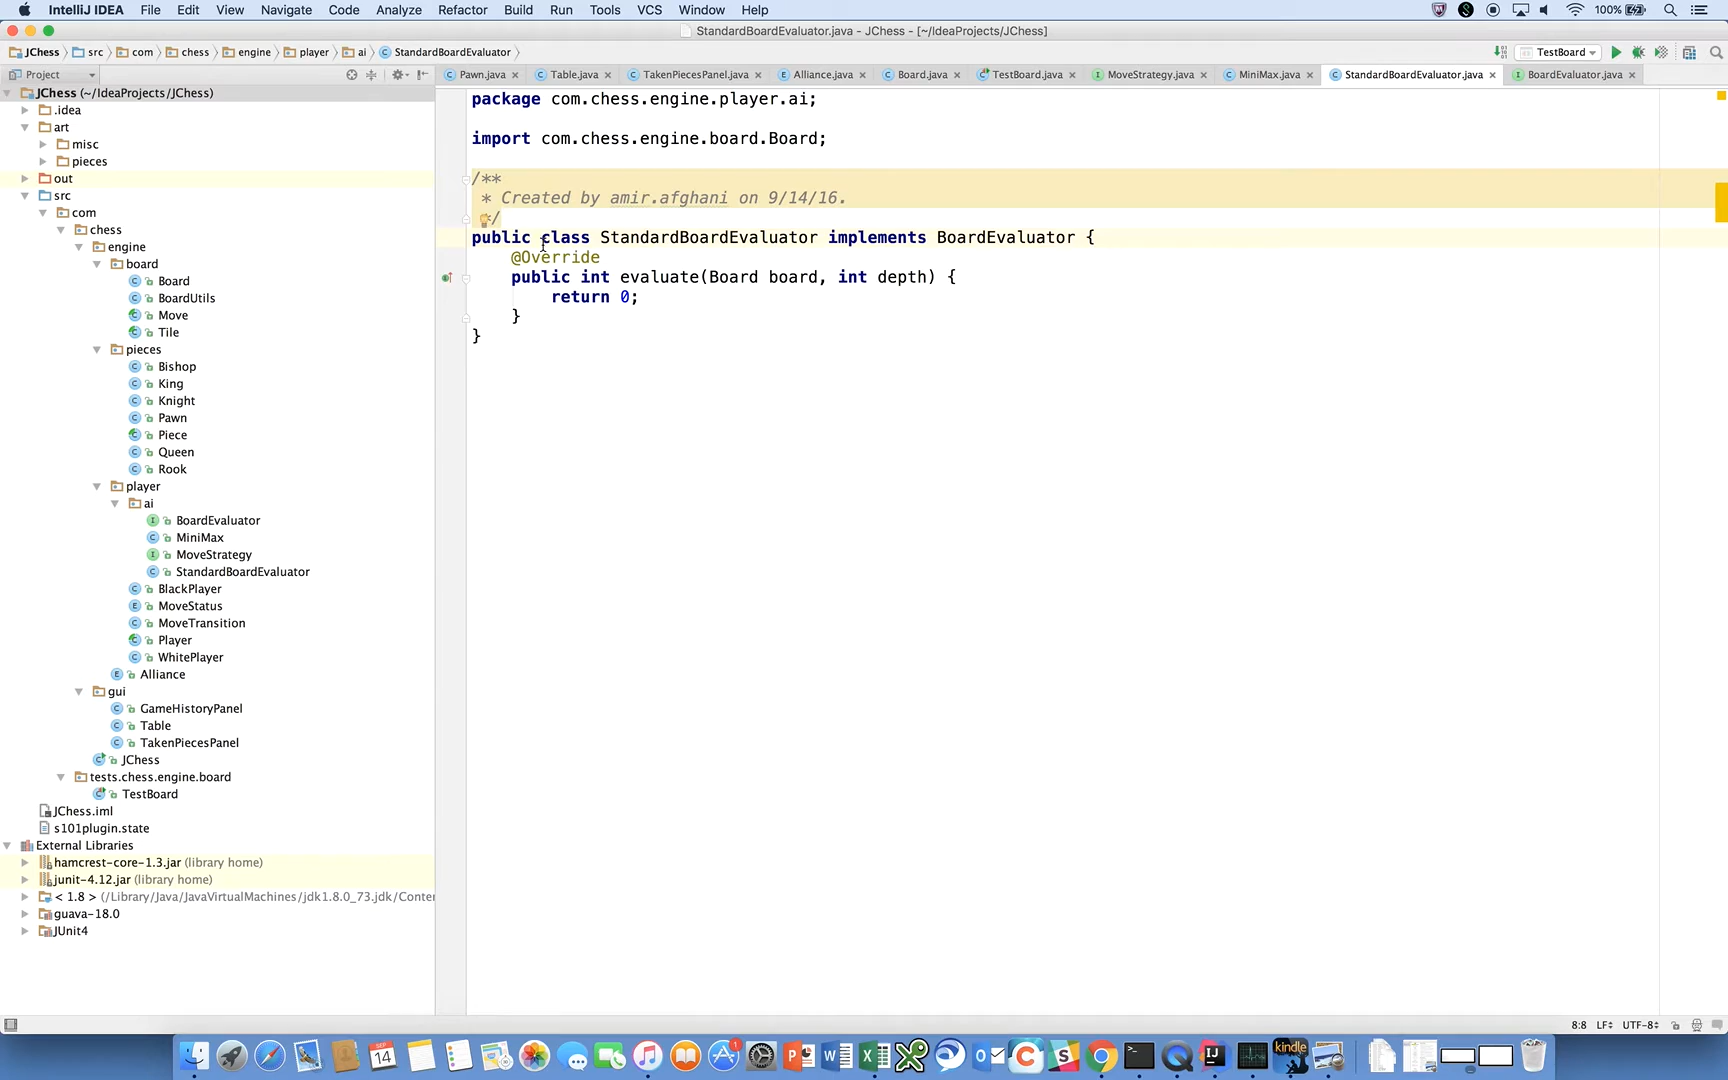 IntelliJ IDEA File Edit View Navigate Code Analyze Refactor Build Run Tools VCS Window Help 100%
StandardBoardEvaluator.java - JChess - [~/IdeaProjects/JChess]
JChess src com chess engine player ai StandardBoardEvaluator TestBoard
Project Pawn.java Table.java TakenPiecesPanel.java Alliance.java Board.java TestBoard.java MoveStrategy.java MiniMax.java StandardBoardEvaluator.java BoardEvaluator.java
JChess (~/IdeaProjects/JChess)
.idea
art
misc
pieces
out
src
com
chess
engine
board
Board
BoardUtils
Move
Tile
pieces
Bishop
King
Knight
Pawn
Piece
Queen
Rook
player
ai
BoardEvaluator
MiniMax
MoveStrategy
StandardBoardEvaluator
BlackPlayer
MoveStatus
MoveTransition
Player
WhitePlayer
Alliance
gui
GameHistoryPanel
Table
TakenPiecesPanel
JChess
tests.chess.engine.board
TestBoard
JChess.iml
s101plugin.state
External Libraries
hamcrest-core-1.3.jar (library home)
junit-4.12.jar (library home)
< 1.8 > (/Library/Java/JavaVirtualMachines/jdk1.8.0_73.jdk/Conter
guava-18.0
JUnit4
package com.chess.engine.player.ai;
import com.chess.engine.board.Board;
/**
* Created by amir.afghani on 9/14/16.
*/
public class StandardBoardEvaluator implements BoardEvaluator {
@Override
public int evaluate(Board board, int depth) {
return 0;
}
}
8:8 LF÷ UTF-8÷
SEP 14 1 kindle